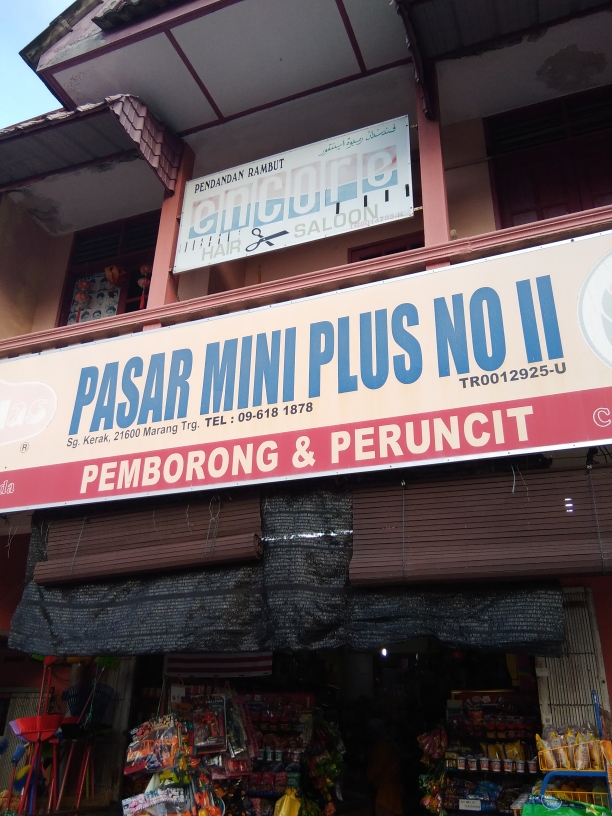 PENDANDAN RAMBUT
encore
HAIR SALOON
PASAR MINI PLUS NO II
TR0012925-U
Sg. Kerak, 21600 Marang Trg. TEL : 09-618 1878
PEMBORONG & PERUNCIT